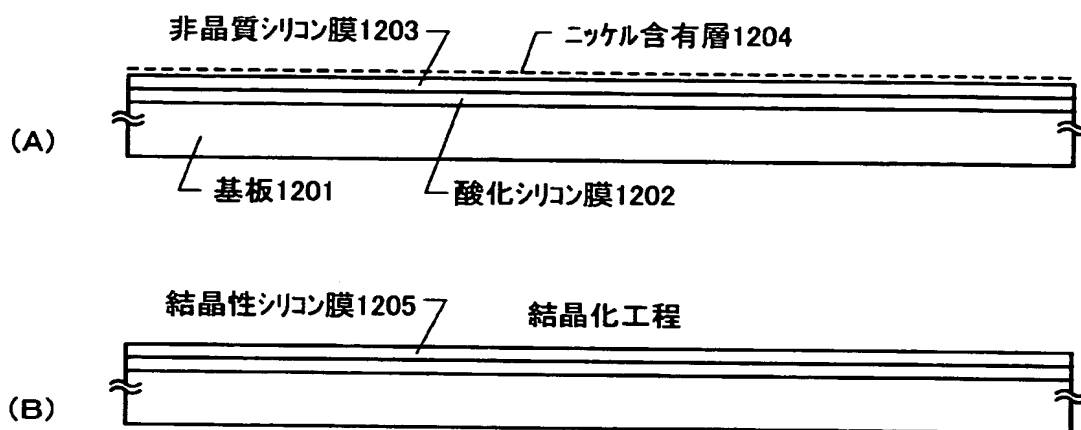 非晶質シリコン膜1203
ニッケル含有層1204
(A)
基板1201
酸化シリコン膜1202
結晶性シリコン膜1205
結晶化工程
(B)